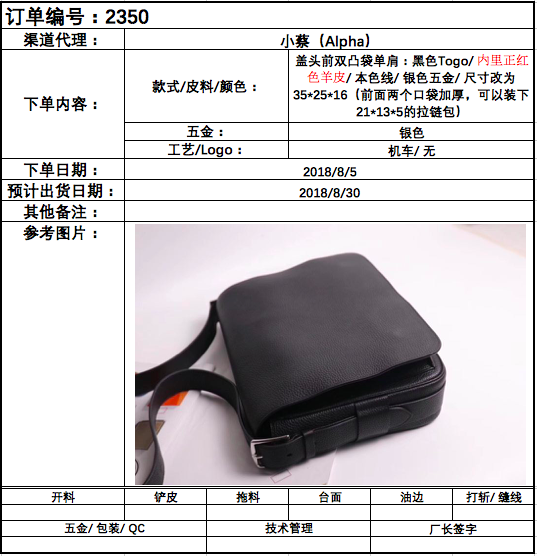 订单编号：2350
渠道代理： 小蔡（Alpha）
下单内容： 款式/皮料/颜色： 盖头前双凸袋单肩：黑色Togo/ 内里正红
色羊皮/ 本色线/ 银色五金/ 尺寸改为
35*25*16（前面两个口袋加厚，可以装下
21*13*5的拉链包）
五金： 银色
工艺/Logo： 机车/ 无
下单日期： 2018/8/5
预计出货日期： 2018/8/30
其他备注：
参考图片：
开料 铲皮 拖料 台面 油边 打斩/ 缝线
五金/ 包装/ QC 技术管理 厂长签字